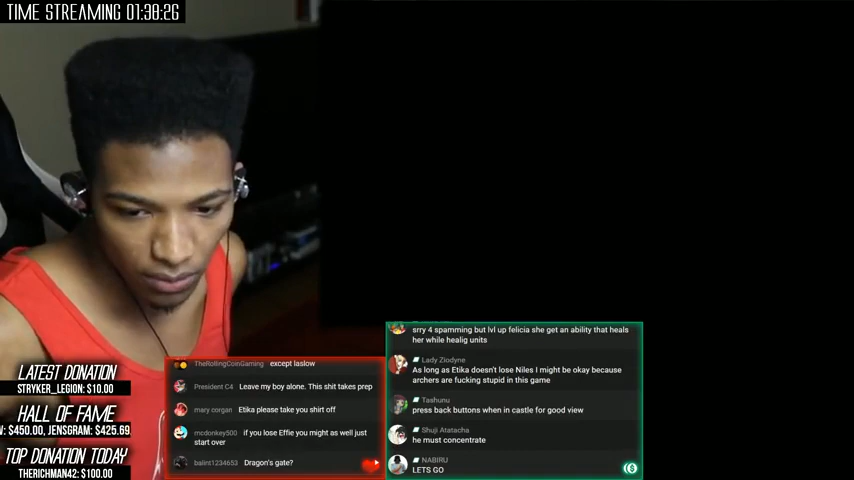 TIME STREAMING 01:38:26
srry 4 spamming but lvl up felicia she get an ability that heals
her while healig units
Lady Ziodyne
As long as Etika doesn't lose Niles I might be okay because
archers are fucking stupid in this game
Tashunu
press back buttons when in castle for good view
Shuji Atatacha
he must concentrate
NABIRU
LETS GO
TheRollingCoinGaming except laslow
President C4 Leave my boy alone. This shit takes prep
mary corgan Etika please take you shirt off
mcdonkey500 if you lose Effie you might as well just
start over
balint1234653 Dragon's gate?
LATEST DONATION
STRYKER_LEGION: $10.00
HALL OF FAME
: $450.00, JENSGRAM: $425.69
TOP DONATION TODAY
THERICHMAN42: $100.00